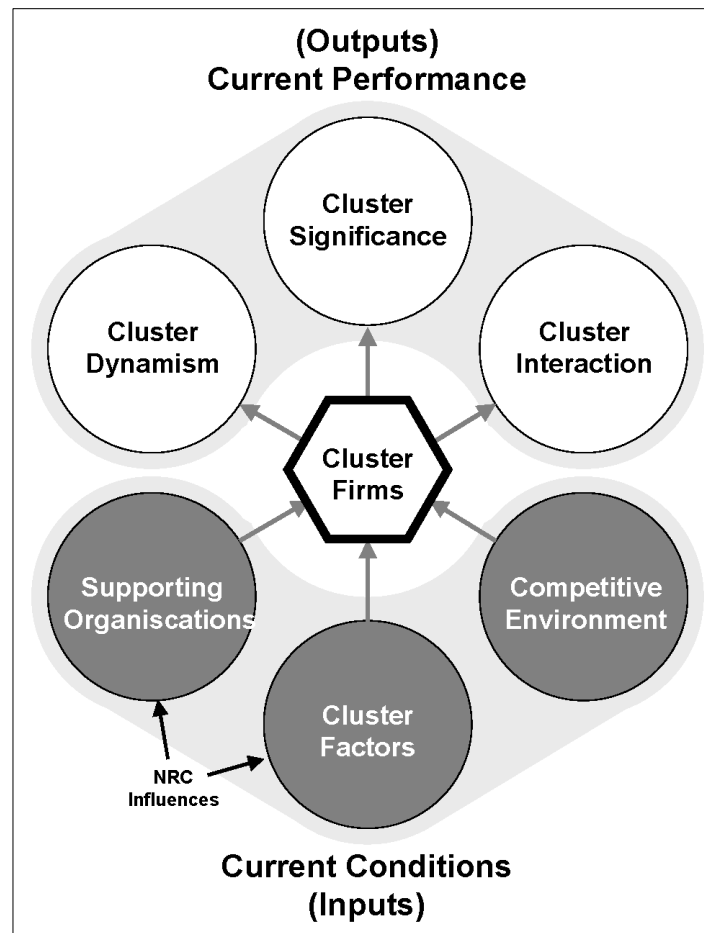 (Outputs)
Current Performance
Cluster
Significance
Cluster
Dynamism
Cluster
Interaction
Cluster
Firms
Supporting
Organiscations
Competitive
Environment
Cluster
Factors
NRC
Influences
Current Conditions
(Inputs)